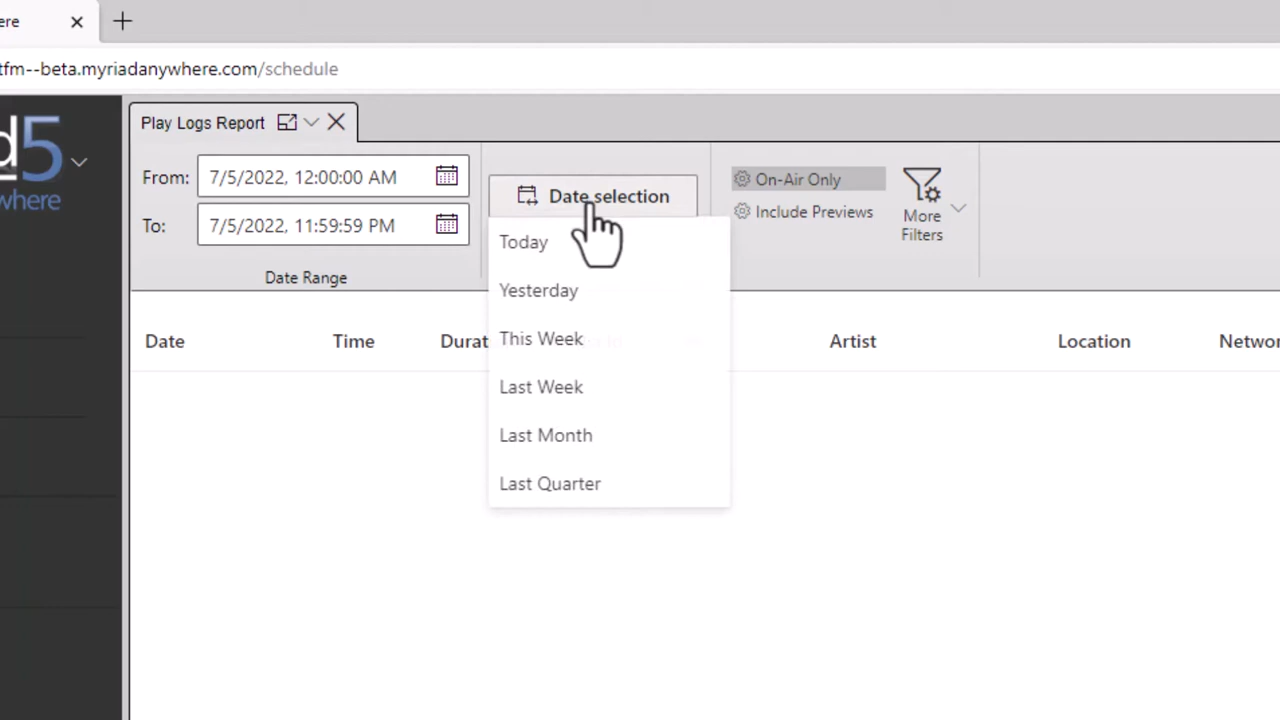 ere
tfm--beta.myriadanywhere.com/schedule
d5
where
Play Logs Report
From: 7/5/2022, 12:00:00 AM
To: 7/5/2022, 11:59:59 PM
Date Range
Date selection
Today
Yesterday
This Week
Last Week
Last Month
Last Quarter
On-Air Only
Include Previews
More
Filters
Date Time Durat Artist Location Networ